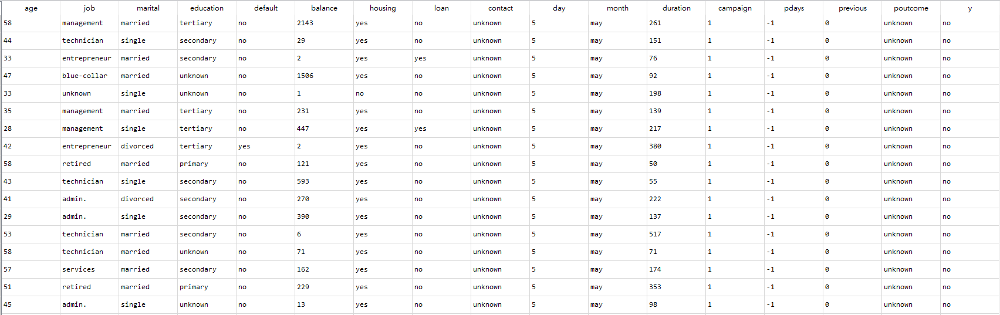 age job marital education default balance housing loan contact day month duration campaign pdays previous poutcome y
58 management married tertiary no 2143 yes no unknown 5 may 261 1 -1 0 unknown no
44 technician single secondary no 29 yes no unknown 5 may 151 1 -1 0 unknown no
33 entrepreneur married secondary no 2 yes yes unknown 5 may 76 1 -1 0 unknown no
47 blue-collar married unknown no 1506 yes no unknown 5 may 92 1 -1 0 unknown no
33 unknown single unknown no 1 no no unknown 5 may 198 1 -1 0 unknown no
35 management married tertiary no 231 yes no unknown 5 may 139 1 -1 0 unknown no
28 management single tertiary no 447 yes yes unknown 5 may 217 1 -1 0 unknown no
42 entrepreneur divorced tertiary yes 2 yes no unknown 5 may 380 1 -1 0 unknown no
58 retired married primary no 121 yes no unknown 5 may 50 1 -1 0 unknown no
43 technician single secondary no 593 yes no unknown 5 may 55 1 -1 0 unknown no
41 admin. divorced secondary no 270 yes no unknown 5 may 222 1 -1 0 unknown no
29 admin. single secondary no 390 yes no unknown 5 may 137 1 -1 0 unknown no
53 technician married secondary no 6 yes no unknown 5 may 517 1 -1 0 unknown no
58 technician married unknown no 71 yes no unknown 5 may 71 1 -1 0 unknown no
57 services married secondary no 162 yes no unknown 5 may 174 1 -1 0 unknown no
51 retired married primary no 229 yes no unknown 5 may 353 1 -1 0 unknown no
45 admin. single unknown no 13 yes no unknown 5 may 98 1 -1 0 unknown no